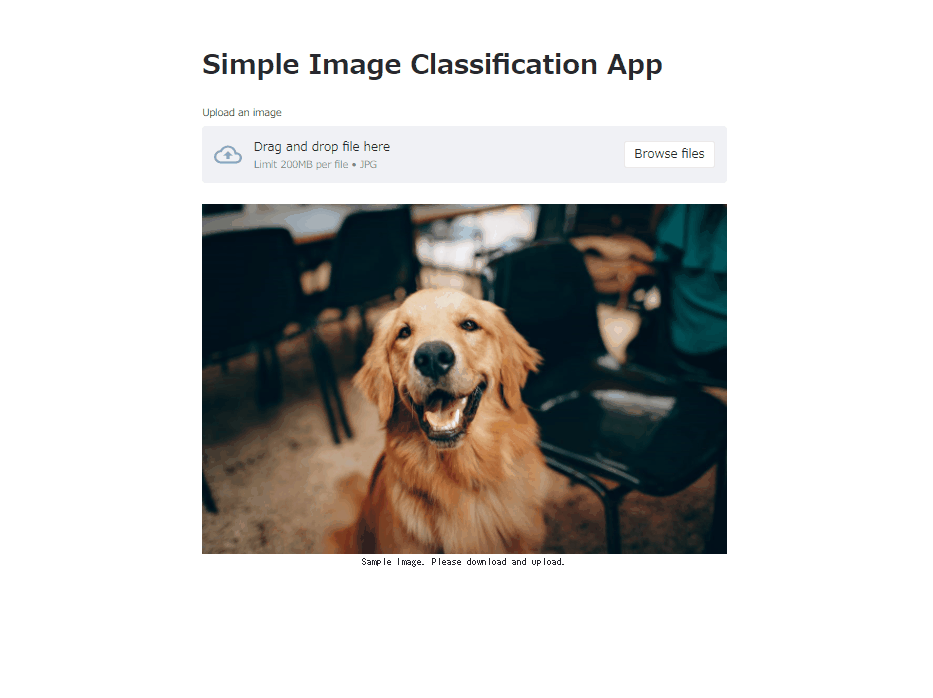 Simple Image Classification App
Upload an image
Drag and drop file here
Limit 200MB per file • JPG
Browse files
Sample Image. Please download and upload.